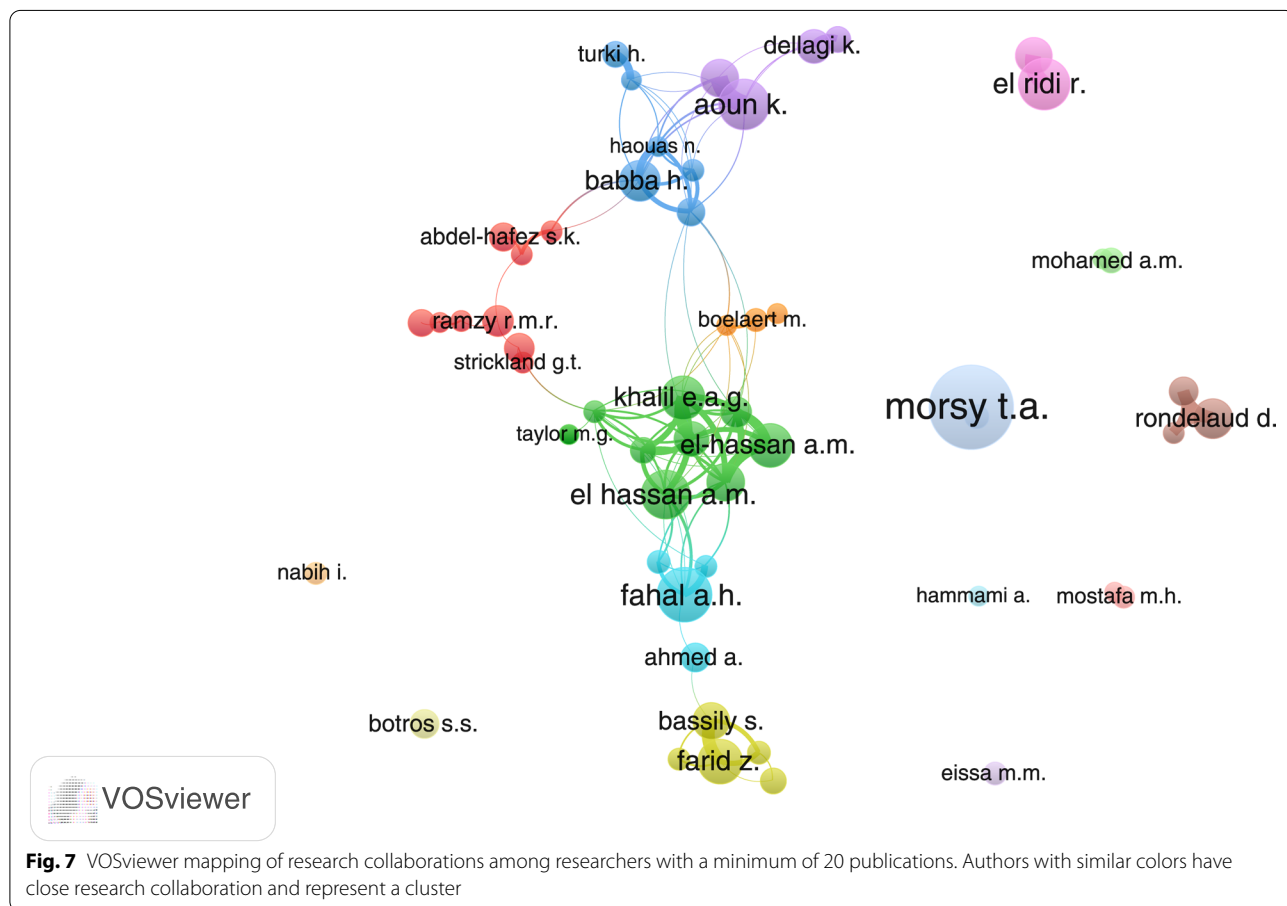 turki h.
dellagi k.
el ridi r.
aoun k.
haouas n.
babba h.
abdel-hafez s.k.
mohamed a.m.
ramzy r.m.r.
boelaert m.
strickland g.t.
khalil e.a.g.
morsy t.a.
rondelaud d.
taylor m.g.
el-hassan a.m.
el hassan a.m.
nabih i.
fahal a.h.
hammami a.
mostafa m.h.
ahmed a.
botros s.s.
bassily s.
farid z.
eissa m.m.
VOSviewer
Fig. 7 VOSviewer mapping of research collaborations among researchers with a minimum of 20 publications. Authors with similar colors have
close research collaboration and represent a cluster